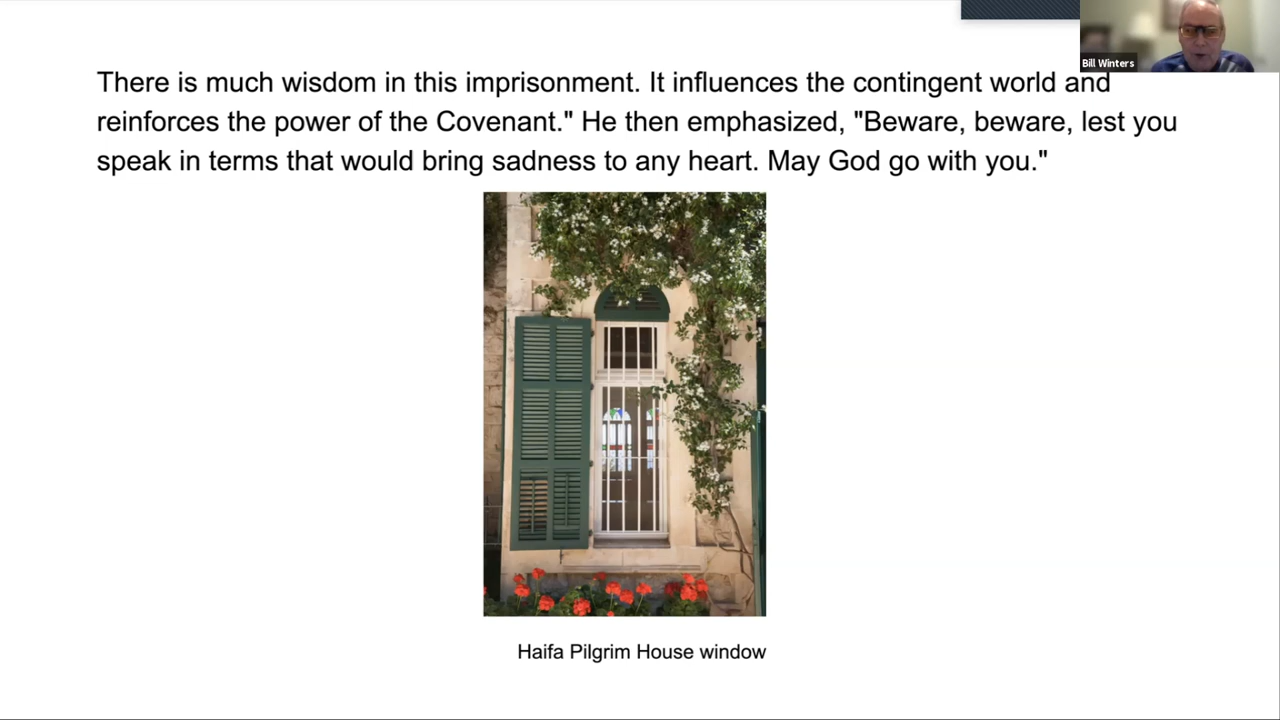 Bill Winters
There is much wisdom in this imprisonment. It influences the contingent world and
reinforces the power of the Covenant." He then emphasized, "Beware, beware, lest you
speak in terms that would bring sadness to any heart. May God go with you."
Haifa Pilgrim House window